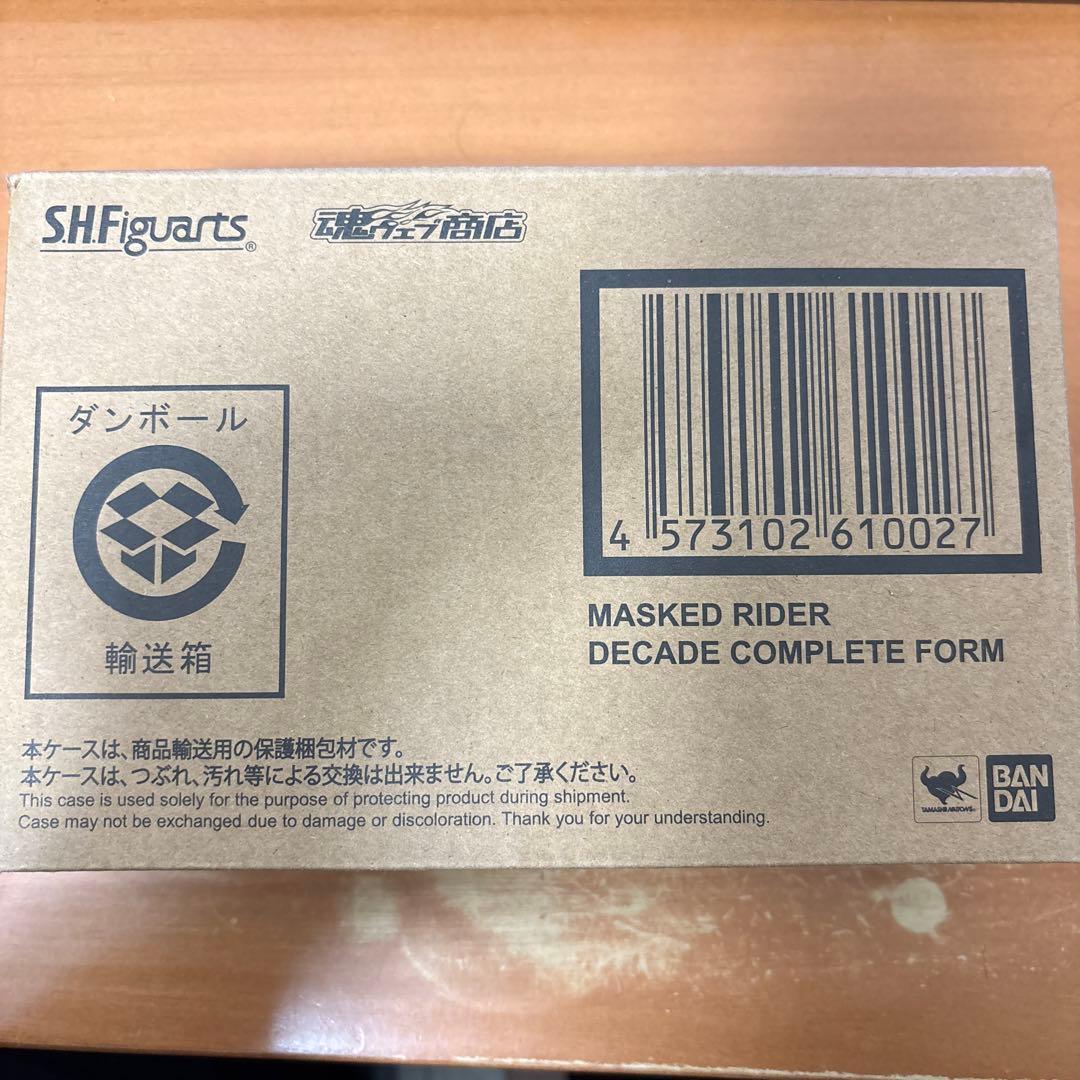 S.H.Figuarts®
魂ウェブ商店
ダンボール
輸送箱
4 573102 610027
MASKED RIDER
DECADE COMPLETE FORM
本ケースは、商品輸送用の保護梱包材です。
本ケースは、つぶれ、汚れ等による交換は出来ません。ご了承ください。
This case is used solely for the purpose of protecting product during shipment.
Case may not be exchanged due to damage or discoloration. Thank you for your understanding.
TAMASHII NATIONS
BAN
DAI